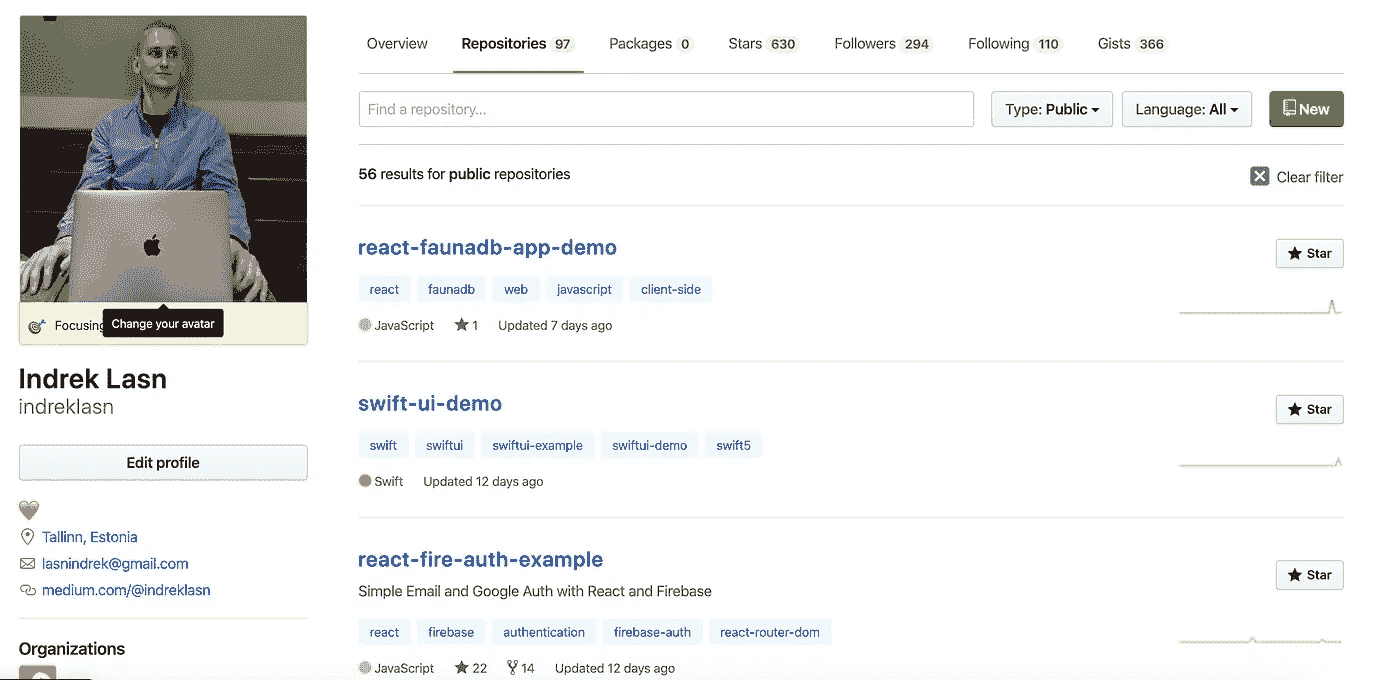 Overview Repositories 97 Packages 0 Stars 630 Followers 294 Following 110 Gists 366
Find a repository... Type: Public Language: All New
56 results for public repositories Clear filter
react-faunadb-app-demo Star
react faunadb web javascript client-side
JavaScript 1 Updated 7 days ago
swift-ui-demo Star
swift swiftui swiftui-example swiftui-demo swift5
Swift Updated 12 days ago
react-fire-auth-example Star
Simple Email and Google Auth with React and Firebase
react firebase authentication firebase-auth react-router-dom
JavaScript 22 14 Updated 12 days ago
Focusing
Change your avatar
Indrek Lasn
indreklasn
Edit profile
Tallinn, Estonia
lasnindrek@gmail.com
medium.com/@indreklasn
Organizations